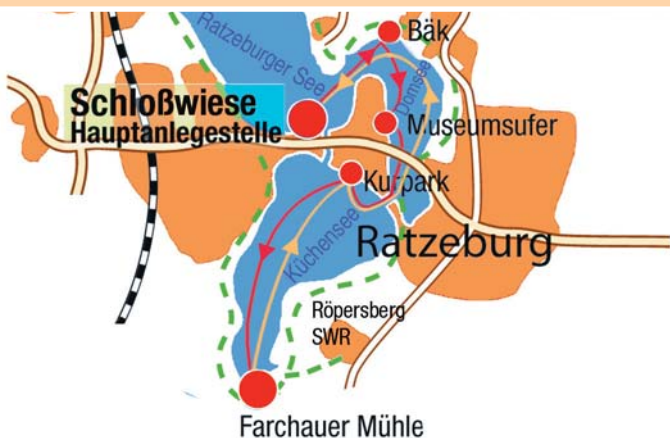 Bäk
Ratzeburger See
Schloßwiese
Hauptanlegestelle
Domsee
Museumsufer
Kurpark
Küchensee
Ratzeburg
Röpersberg
SWR
Farchauer Mühle